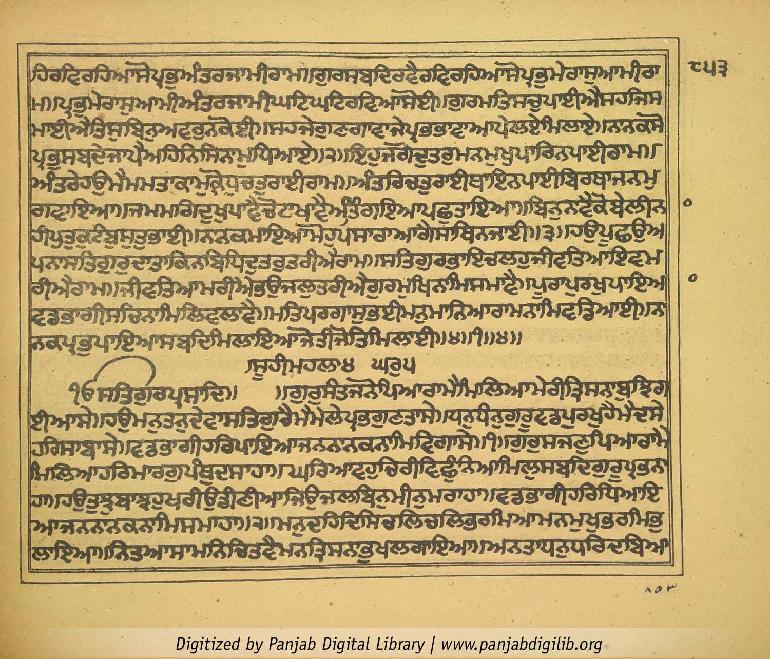 ਹਿਰਵਿਰਹਿਆਸੋਪ੍ਰਭੁਅੰਤਰਜਾਮੀਰਾਮ॥ਗੁਰਸਬਦਿਰਵੈਰਵਿਰਹਿਆਸੋਪ੍ਰਭੁਮੇਰਾਸੁਆਮੀਰਾ ੮੫੩
ਮ॥ਪ੍ਰਭੁਮੇਰਾਸੁਆਮੀਅੰਤਰਜਾਮੀਘਟਿਘਟਿਰਵਿਆਸੋਈ॥ਗੁਰਮਤਿਸਚੁਪਾਈਐਸਹਜਿਸ
ਮਾਈਐਤਿਸੁਬਿਨੁਅਵਰੁਨਕੋਈ॥ਸਹਜੇਗੁਣਗਾਵਾਜੇਪ੍ਰਭਭਾਵਾਆਪੇਲਏਮਿਲਾਏ॥ਨਾਨਕਸੋ
ਪ੍ਰਭੁਸਬਦੇਜਾਪੈਅਹਿਨਿਸਿਨਾਮੁਧਿਆਏ॥੨॥ਇਹੁਜਗੋਦੁਤਰੁਮਨਮੁਖੁਪਾਰਿਨਪਾਈਰਾਮ॥
ਅੰਤਰੇਹਉਮੈਮਮਤਾਕਾਮੁਕ੍ਰੋਧੁਚਤੁਰਾਈਰਾਮ॥ਅੰਤਰਿਚਤੁਰਾਈਥਾਇਨਪਾਈਬਿਰਥਾਜਨਮੁ
ਗਵਾਇਆ॥ਜਮਮਗਿਦੁਖੁਪਾਵੈਚੋਟਾਖਾਵੈਅੰਤਿਗਇਆਪਛੁਤਾਇਆ॥ਬਿਨੁਨਾਵੈਕੋਬੇਲੀਨਾ
ਹੀਪੁਤੁਕੁਟੰਬੁਸੁਤੁਭਾਈ॥ਨਾਨਕਮਾਇਆਮੋਹੁਪਸਾਰਾਆਗੈਸਾਥਿਨਜਾਈ॥੩॥ਹਉਪੂਛਉਅ
ਪਨਾਸਤਿਗੁਰੁਦਾਤਾਕਿਨਬਿਧਿਦੁਤਰੁਤਰੀਐਰਾਮ॥ਸਤਿਗੁਰਭਾਇਚਲਹੁਜੀਵਤਿਆਇਵਮ
ਰੀਐਰਾਮ॥ਜੀਵਤਿਆਮਰੀਐਭਉਜਲੁਤਰੀਐਗੁਰਮੁਖਿਨਾਮਿਸਮਾਵੈ॥ਪੂਰਾਪੁਰਖੁਪਾਇਆ
ਵਡਭਾਗੀਸਚਿਨਾਮਿਲਿਵਲਾਵੈ॥ਮਤਿਪਰਗਾਸੁਭਈਮਨੁਮਾਨਿਆਰਾਮਨਾਮਿਵਡਿਆਈ॥ਨਾ
ਨਕਪ੍ਰਭੁਪਾਇਆਸਬਦਿਮਿਲਾਇਆਜੋਤੀਜੋਤਿਮਿਲਾਈ॥੪॥੧॥੪॥
ਸੂਹੀਮਹਲਾ੪ ਘਰੁ੫
ੴਸਤਿਗੁਰਪ੍ਰਸਾਦਿ॥ ॥ਗੁਰੁਸੰਤਜਨੋਪਿਆਰਾਮੈਮਿਲਿਆਮੇਰੀਤ੍ਰਿਸਨਾਬੁਝਿਗ
ਈਆਸੇ॥ਹਉਮਨੁਤਨੁਦੇਵਾਸਤਿਗੁਰੈਮੈਮੇਲੇਪ੍ਰਭਗੁਣਤਾਸੇ॥ਧਨੁਧੰਨੁਗੁਰੂਵਡਪੁਰਖੁਹੈਮੈਦਸੇ
ਹਰਿਸਾਬਾਸੇ॥ਵਡਭਾਗੀਹਰਿਪਾਇਆਜਨਨਾਨਕਨਾਮਿਵਿਗਾਸੇ॥੧॥ਗੁਰੁਸਜਣੁਪਿਆਰਾਮੈ
ਮਿਲਿਆਹਰਿਮਾਰਗੁਪੰਥੁਦਸਾਹਾ॥ਘਰਿਆਵਹੁਚਿਰੀਵਿਛੁੰਨਿਆਮਿਲੁਸਬਦਿਗੁਰੂਪ੍ਰਭਨਾ
ਹਾ॥ਹਉਤੁਝੁਬਾਝਹੁਖਰੀਉਡੀਣੀਆਜਿਉਜਲਬਿਨੁਮੀਨੁਮਰਾਹਾ॥ਵਡਭਾਗੀਹਰਿਧਿਆਇ
ਆਜਨਨਾਨਕਨਾਮਿਸਮਾਹਾ॥੨॥ਮਨੁਦਹਦਿਸਿਚਲਿਚਲਿਭਰਮਿਆਮਨਮੁਖੁਭਰਮਿਭੁ
ਲਾਇਆ॥ਨਿਤਆਸਾਮਨਿਚਿਤਵੈਮਨਤ੍ਰਿਸਨਭੁਖਲਗਾਇਆ॥ਅਨਤਾਧਨੁਧਰਿਦਬਿਆ
Digitized by Panjab Digital Library | www.panjabdigilib.org